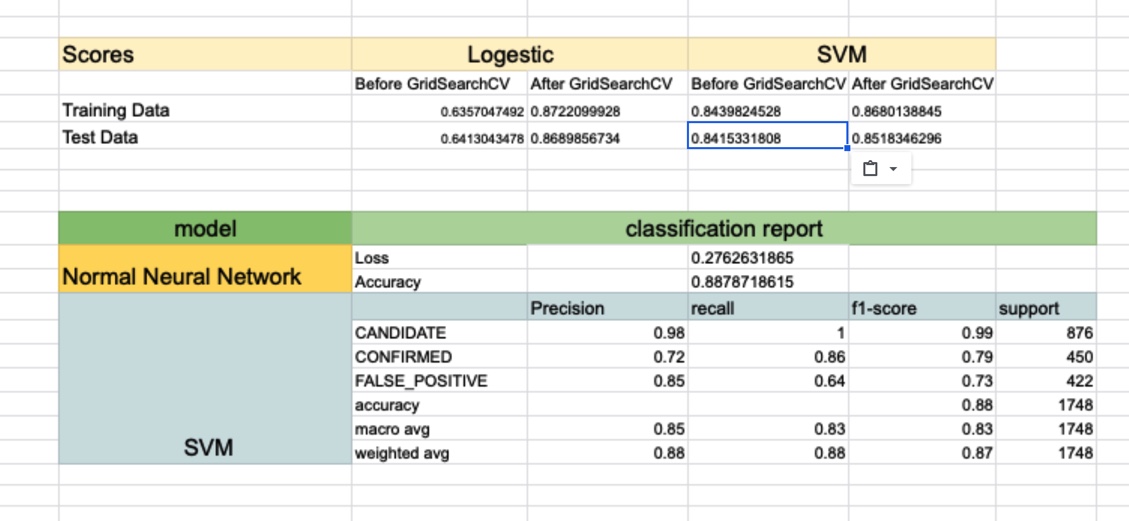 Scores Logestic SVM
Before GridSearchCV After GridSearchCV Before GridSearchCV After GridSearchCV
Training Data 0.6357047492 0.8722099928 0.8439824528 0.8680138845
Test Data 0.6413043478 0.8689856734 0.8415331808 0.8518346296
model classification report
Normal Neural Network Loss 0.2762631865
Accuracy 0.8878718615
Precision recall f1-score support
CANDIDATE 0.98 1 0.99 876
CONFIRMED 0.72 0.86 0.79 450
FALSE_POSITIVE 0.85 0.64 0.73 422
accuracy 0.88 1748
macro avg 0.85 0.83 0.83 1748
SVM weighted avg 0.88 0.88 0.87 1748